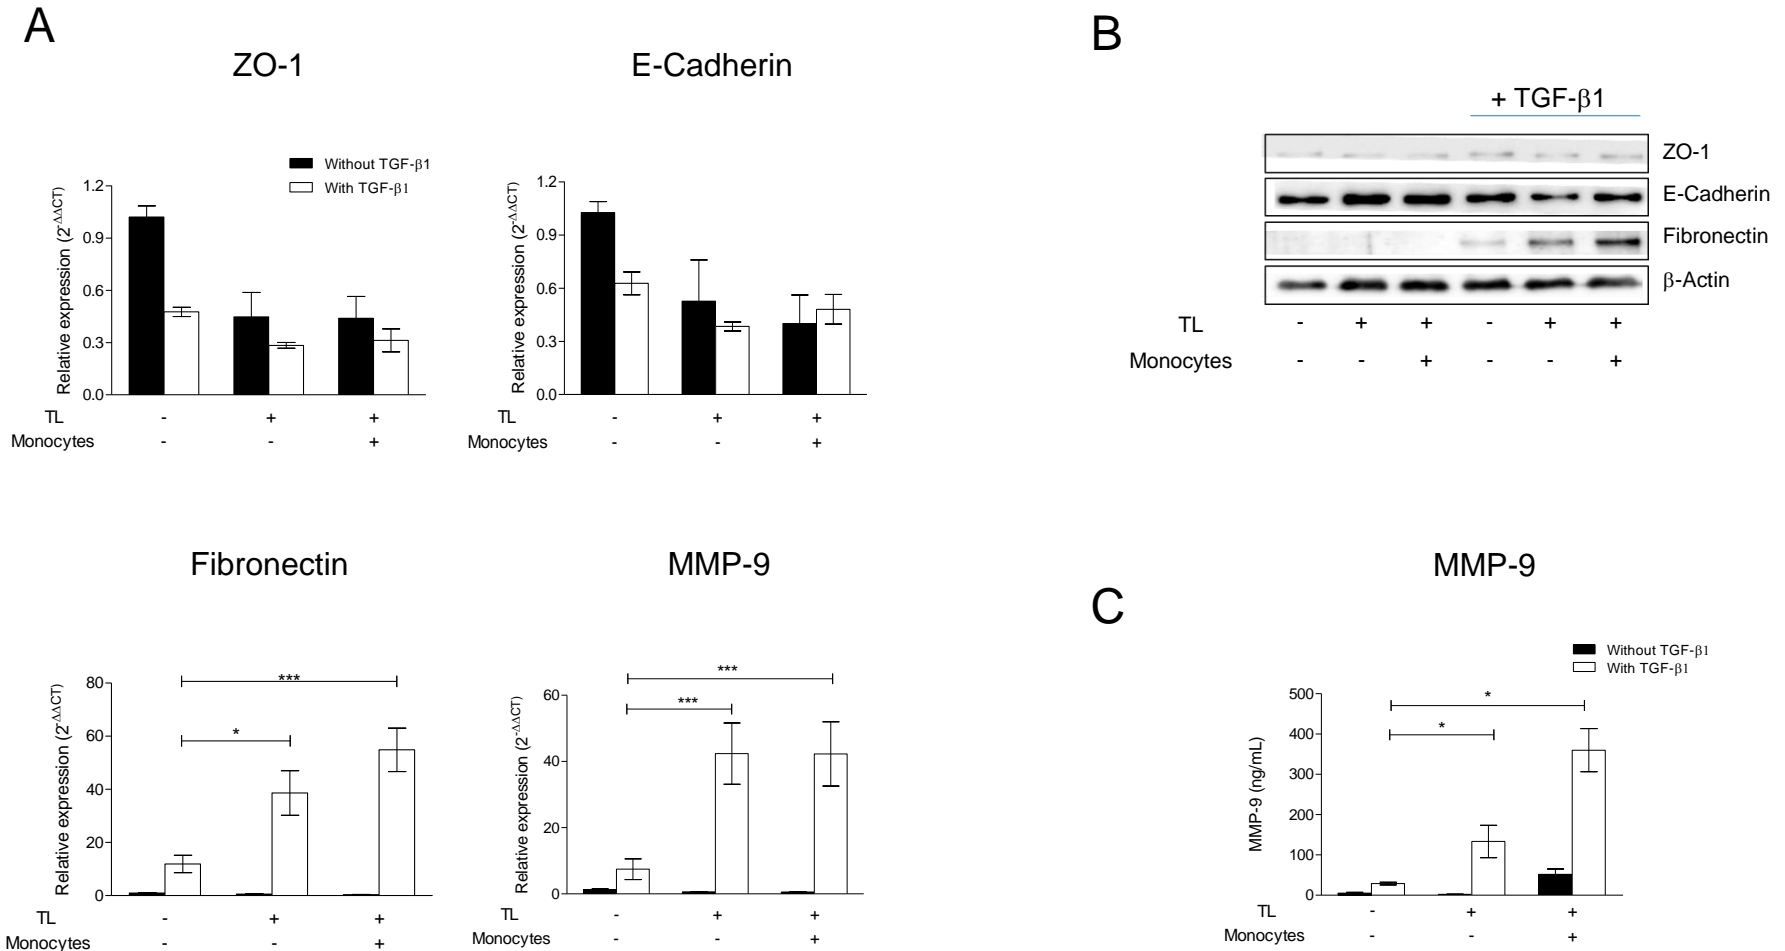 A
ZO-1
Without TGF-β1
With TGF-β1
Relative expression (2-ΔΔCT)
1.2
0.9
0.6
0.3
0.0
TL - + +
Monocytes - - +
E-Cadherin
Relative expression (2-ΔΔCT)
1.2
0.9
0.6
0.3
0.0
TL - + +
Monocytes - - +
B
+ TGF-β1
ZO-1
E-Cadherin
Fibronectin
β-Actin
TL - + + - + +
Monocytes - - + - - +
Fibronectin
Relative expression (2-ΔΔCT)
80
60
40
20
0
***
*
TL - + +
Monocytes - - +
MMP-9
Relative expression (2-ΔΔCT)
60
40
20
0
***
***
TL - + +
Monocytes - - +
C
MMP-9
Without TGF-β1
With TGF-β1
MMP-9 (ng/mL)
500
400
300
200
100
0
*
*
TL - + +
Monocytes - - +